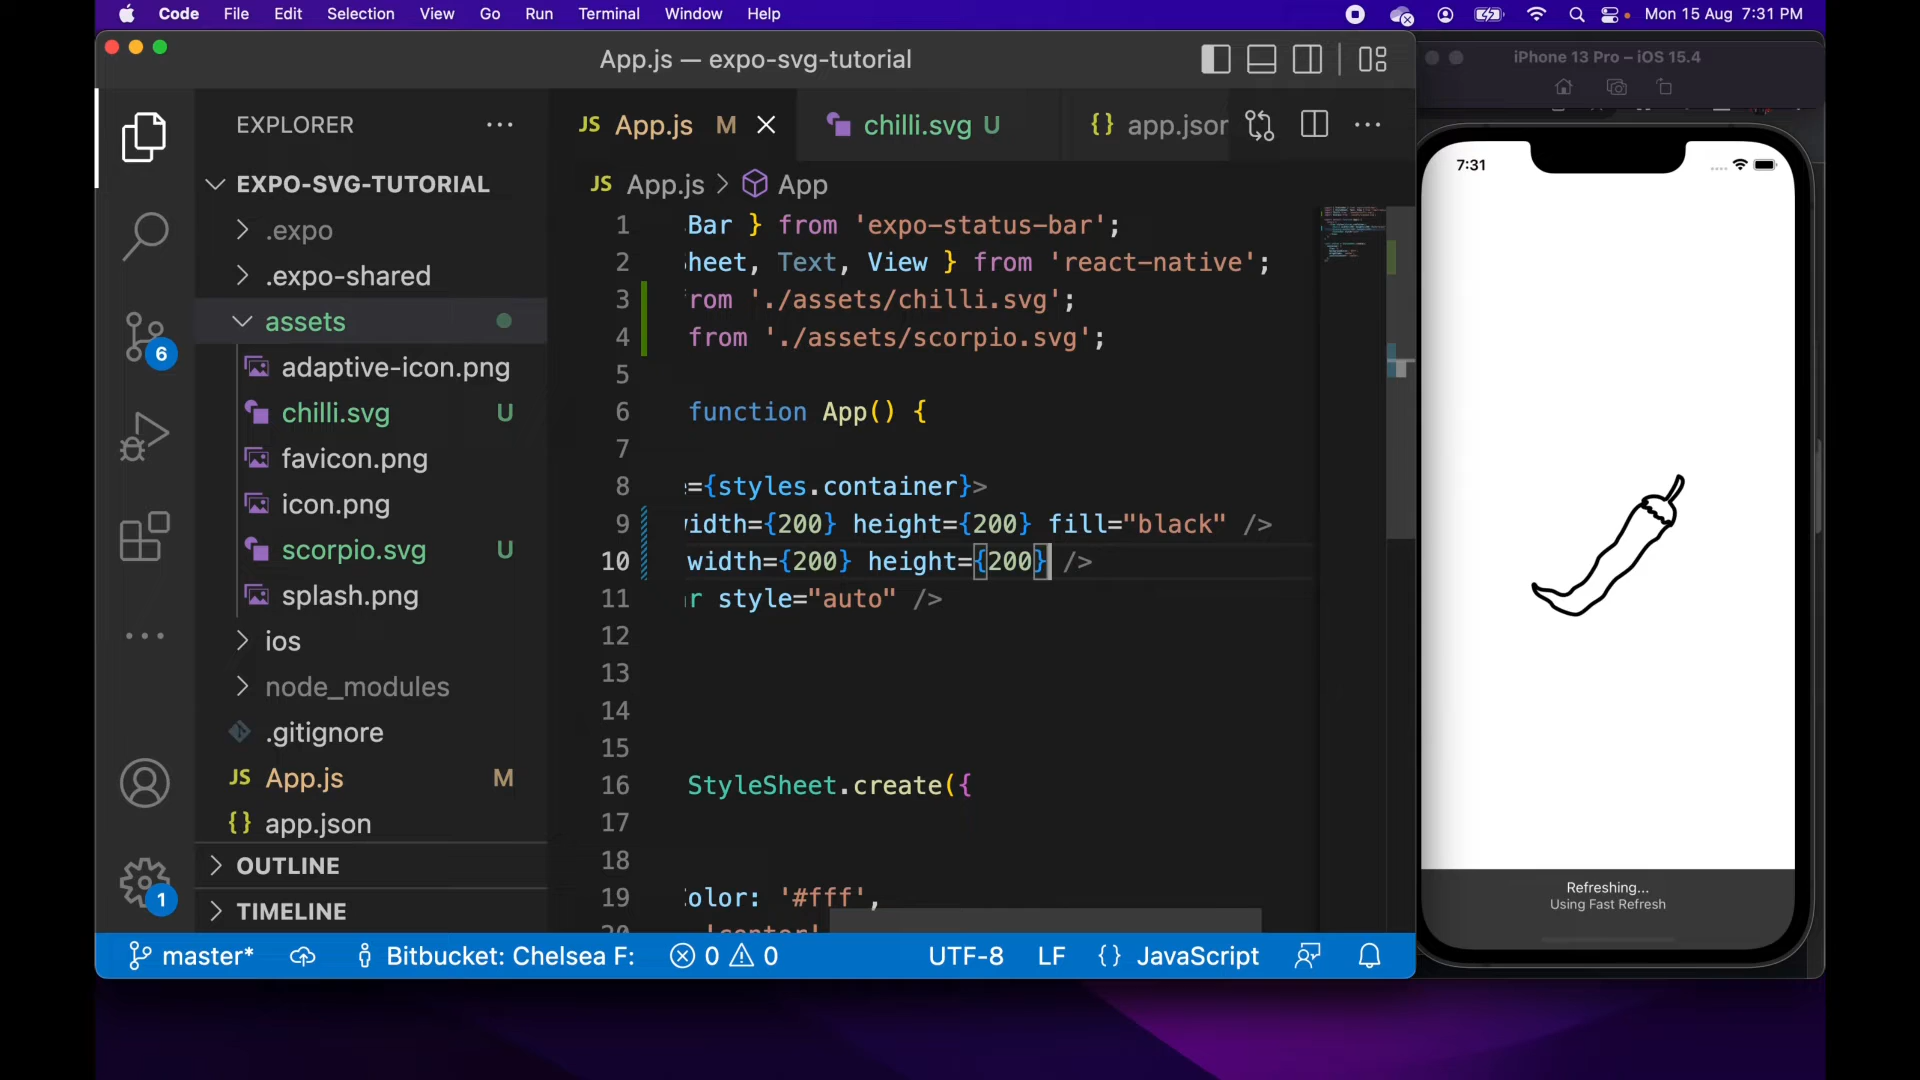 Code File Edit Selection View Go Run Terminal Window Help Mon 15 Aug 7:31 PM
App.js — expo-svg-tutorial
iPhone 13 Pro – iOS 15.4
EXPLORER
JS App.js M
chilli.svg U
{} app.jsor
EXPO-SVG-TUTORIAL
.expo
.expo-shared
assets
adaptive-icon.png
chilli.svg U
favicon.png
icon.png
scorpio.svg U
splash.png
ios
node_modules
.gitignore
JS App.js M
{} app.json
OUTLINE
TIMELINE
6
1
JS App.js > App
1 Bar } from 'expo-status-bar';
2 heet, Text, View } from 'react-native';
3 rom './assets/chilli.svg';
4 from './assets/scorpio.svg';
5
6 function App() {
7
8 ={styles.container}>
9 idth={200} height={200} fill="black" />
10 width={200} height={200} />
11 r style="auto" />
12
13
14
15
16 StyleSheet.create({
17
18
19 olor: '#fff',
20 'center'
master* Bitbucket: Chelsea F: 0 0 UTF-8 LF {} JavaScript
7:31
Refreshing...
Using Fast Refresh